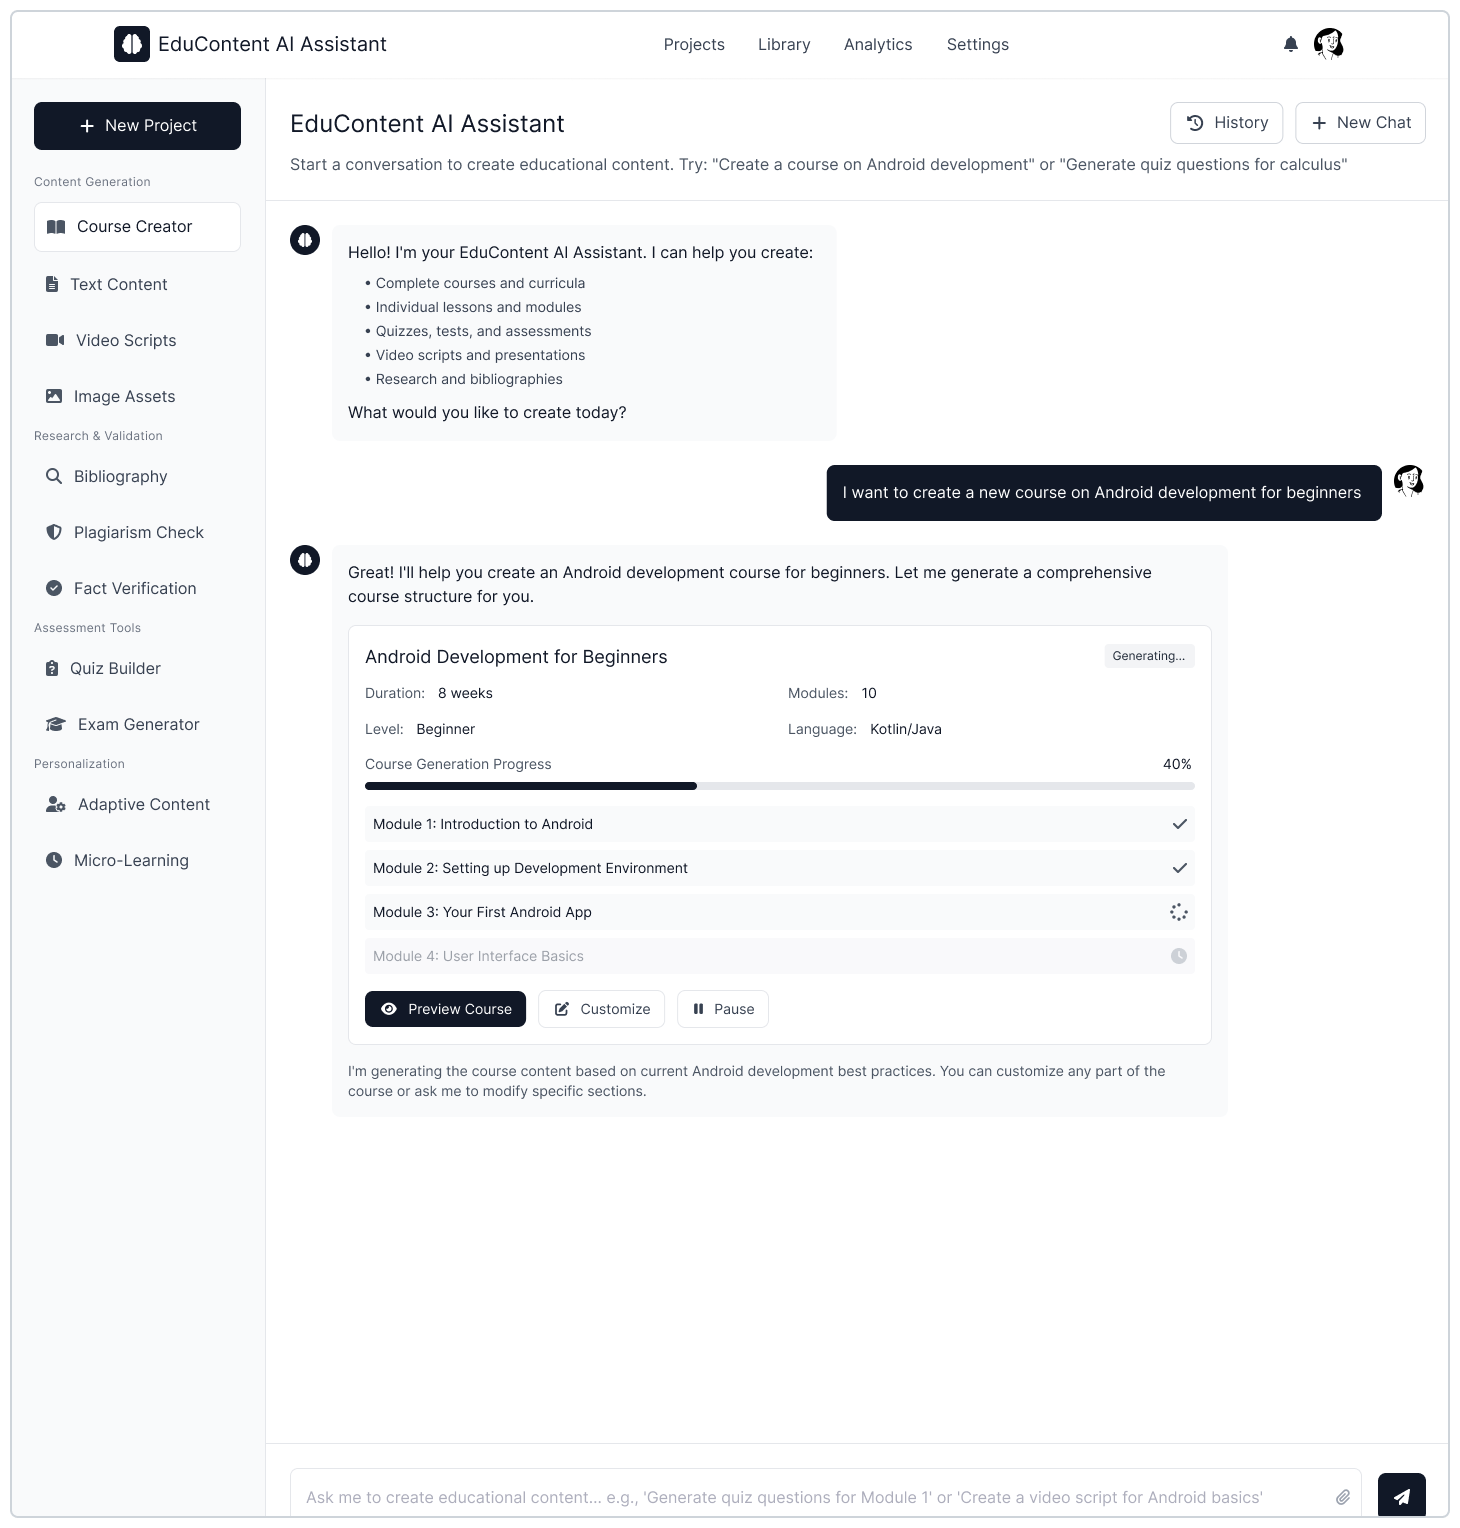 EduContent AI Assistant
Projects
Library
Analytics
Settings
New Project
Content Generation
Course Creator
Text Content
Video Scripts
Image Assets
Research & Validation
Bibliography
Plagiarism Check
Fact Verification
Assessment Tools
Quiz Builder
Exam Generator
Personalization
Adaptive Content
Micro-Learning
EduContent AI Assistant
History
New Chat
Start a conversation to create educational content. Try: "Create a course on Android development" or "Generate quiz questions for calculus"
Hello! I'm your EduContent AI Assistant. I can help you create:
• Complete courses and curricula
• Individual lessons and modules
• Quizzes, tests, and assessments
• Video scripts and presentations
• Research and bibliographies
What would you like to create today?
I want to create a new course on Android development for beginners
Great! I'll help you create an Android development course for beginners. Let me generate a comprehensive
course structure for you.
Android Development for Beginners
Generating...
Duration: 8 weeks
Modules: 10
Level: Beginner
Language: Kotlin/Java
Course Generation Progress
40%
Module 1: Introduction to Android
Module 2: Setting up Development Environment
Module 3: Your First Android App
Module 4: User Interface Basics
Preview Course
Customize
Pause
I'm generating the course content based on current Android development best practices. You can customize any part of the
course or ask me to modify specific sections.
Ask me to create educational content... e.g., 'Generate quiz questions for Module 1' or 'Create a video script for Android basics'